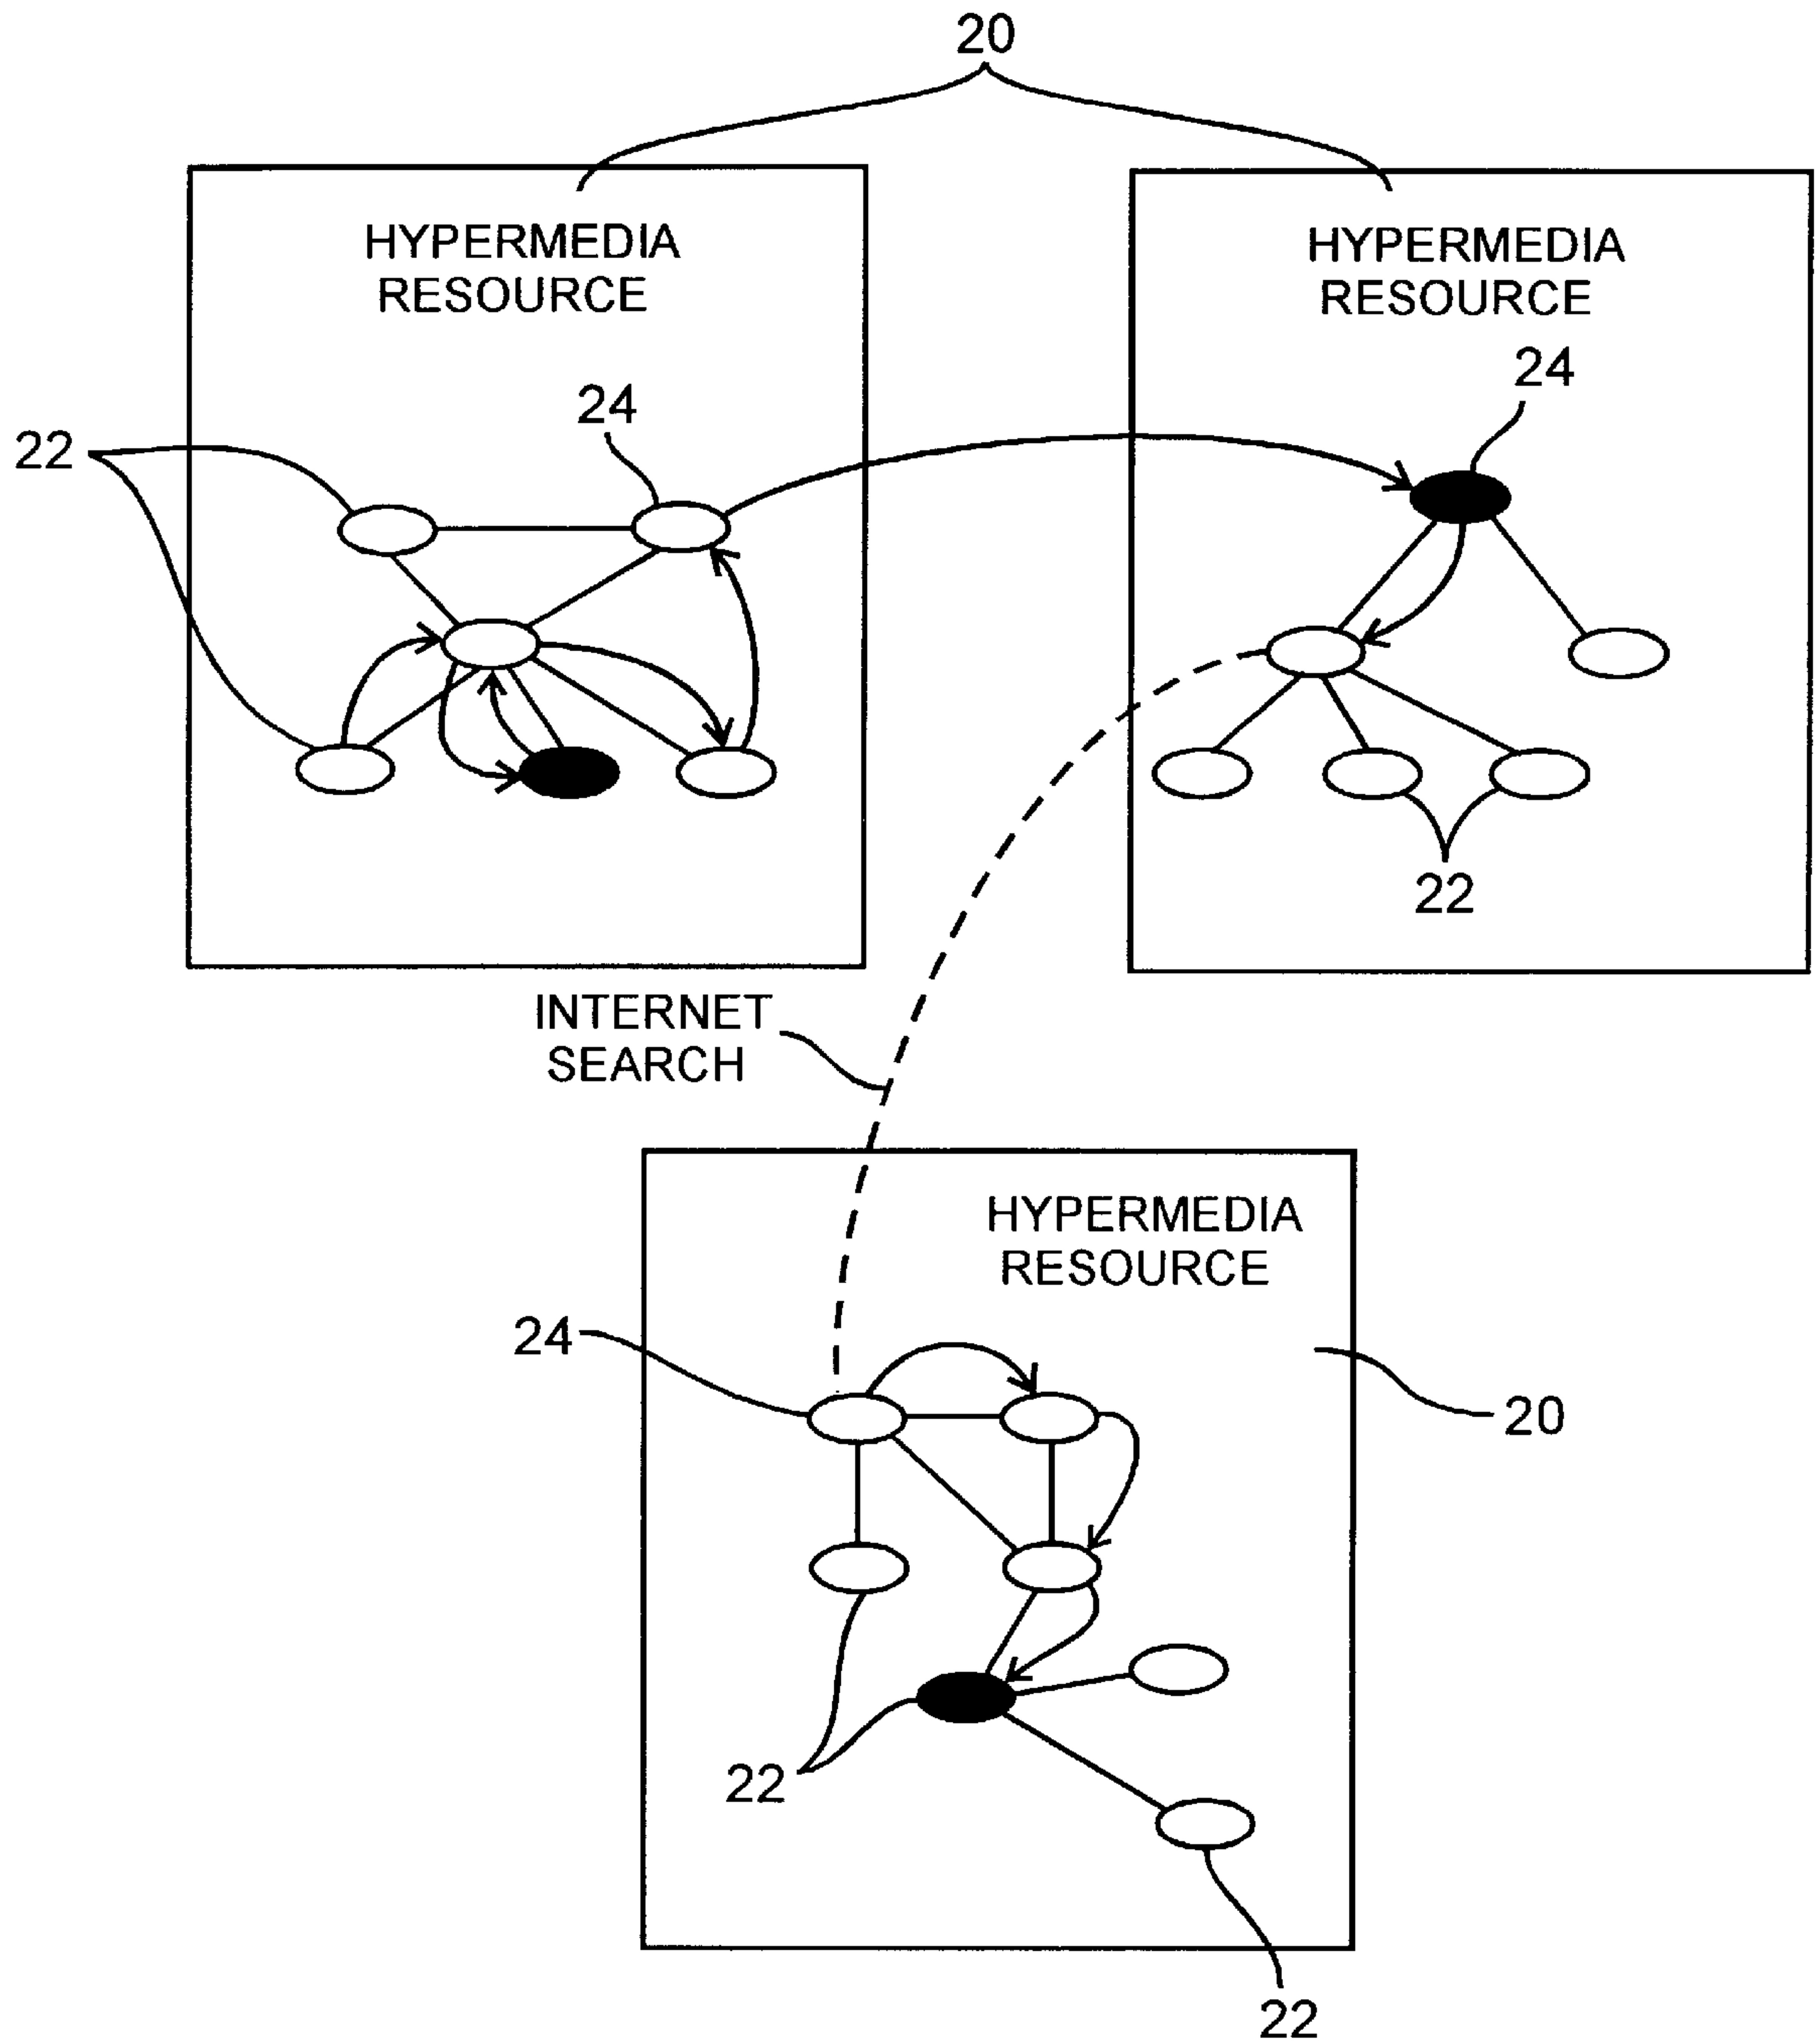 20
HYPERMEDIA
RESOURCE
HYPERMEDIA
RESOURCE
24
24
22
22
INTERNET
SEARCH
HYPERMEDIA
RESOURCE
24
20
22
22